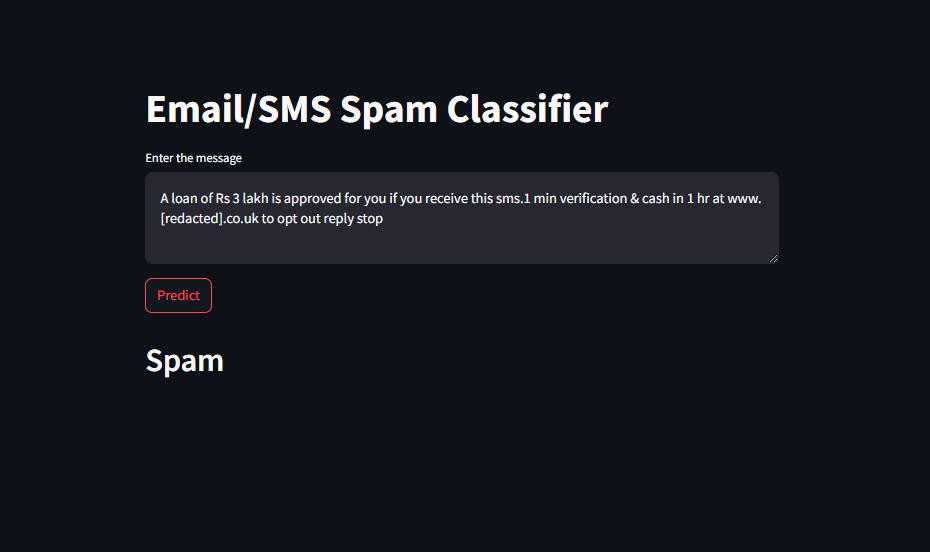 Email/SMS Spam Classifier
Enter the message
A loan of Rs 3 lakh is approved for you if you receive this sms.1 min verification & cash in 1 hr at www.
[redacted].co.uk to opt out reply stop
Predict
Spam